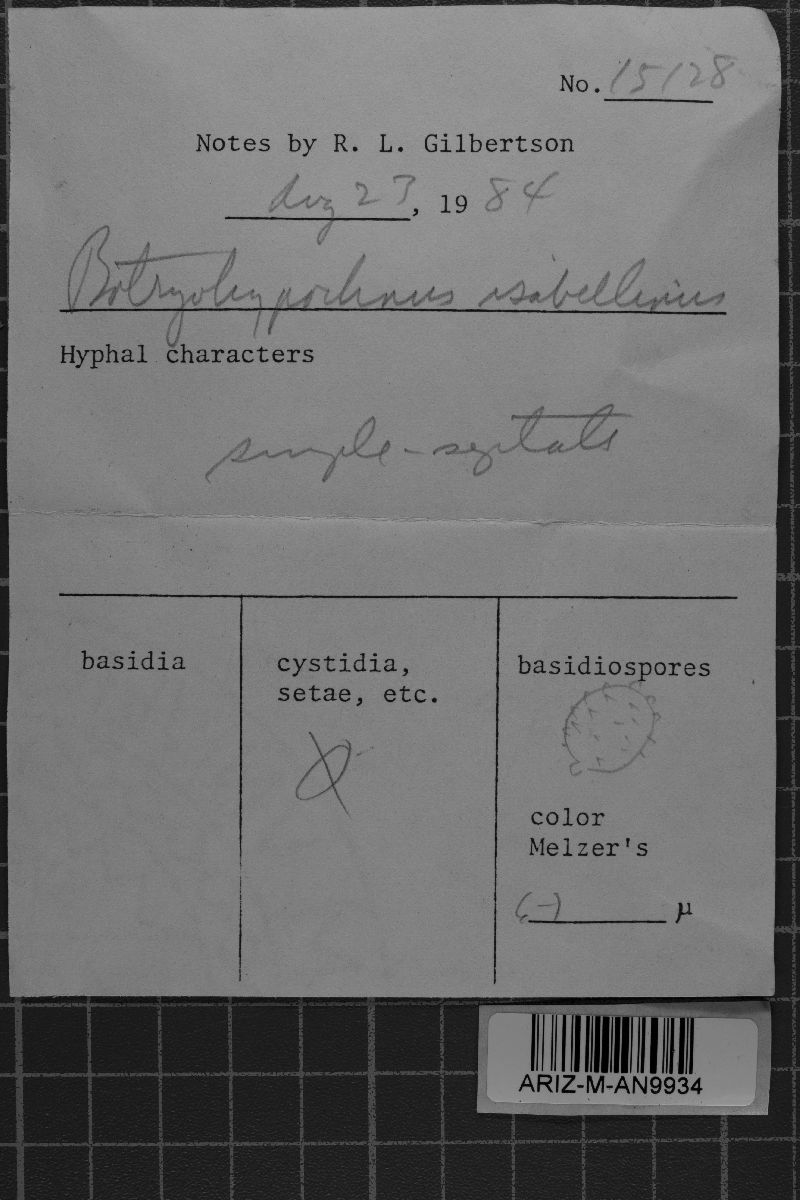 No. 15128
Notes by R. L. Gilbertson
Aug 23, 1984
Botryohypochnus isabellinus
Hyphal characters
simple-septate
basidia
cystidia,
setae, etc.
basidiospores
color
Melzer's
(-) μ
ARIZ-M-AN9934